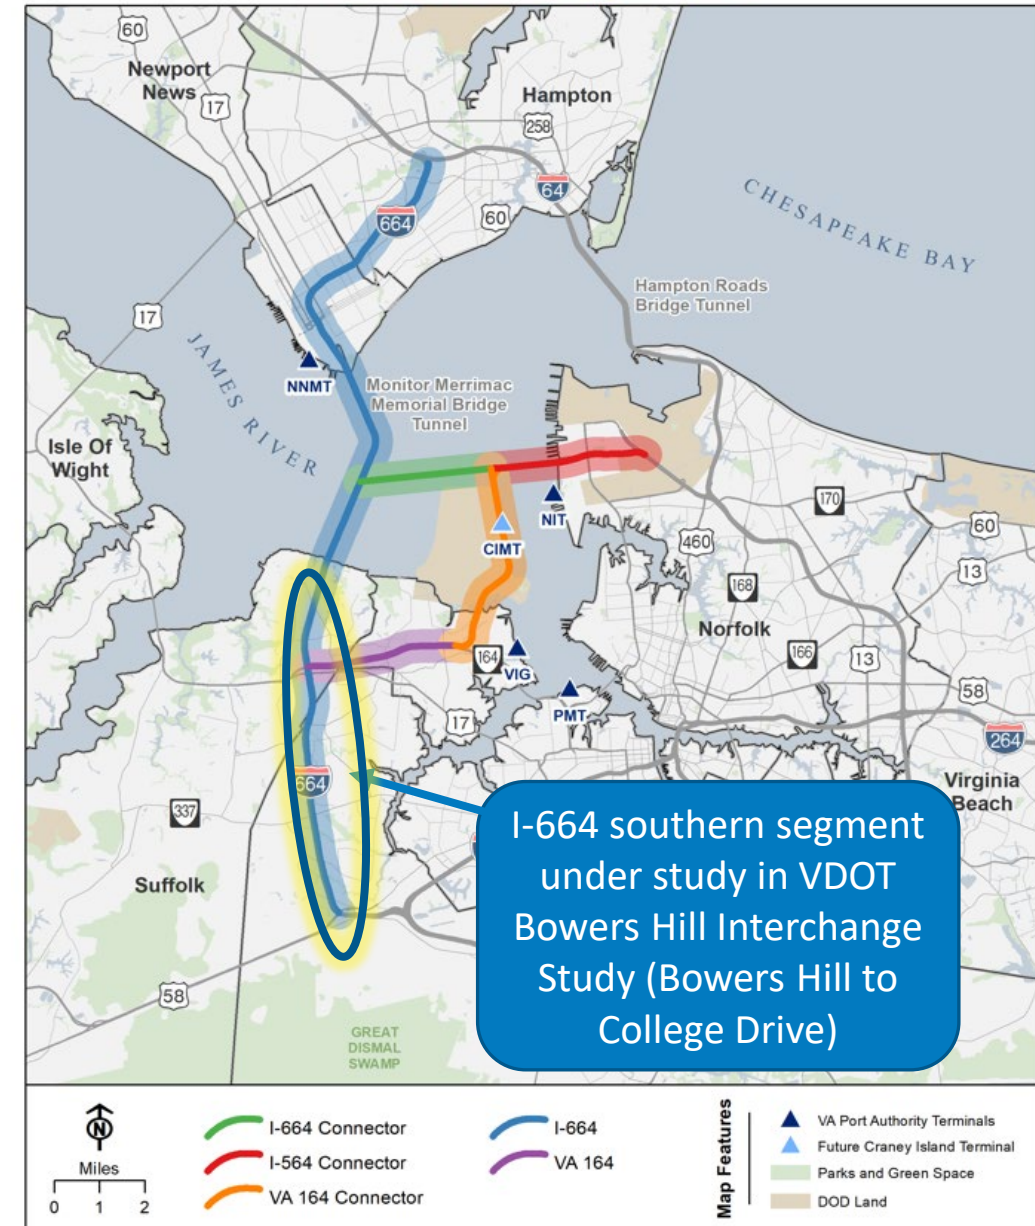 60
Newport
News
17
Hampton
258
64
664
60
CHESAPEAKE BAY
Hampton Roads
Bridge Tunnel
17
JAMES RIVER
NNMT
Monitor Merrimac
Memorial Bridge
Tunnel
Isle Of
Wight
NIT
170
CIMT
460
60
13
168
Norfolk
164
VIG
166
13
58
PMT
17
264
664
Virginia
Beach
337
I-664 southern segment
under study in VDOT
Bowers Hill Interchange
Study (Bowers Hill to
College Drive)
Suffolk
58
GREAT
DISMAL
SWAMP
N
Miles
0 1 2
I-664 Connector
I-564 Connector
VA 164 Connector
I-664
VA 164
Map Features
VA Port Authority Terminals
Future Craney Island Terminal
Parks and Green Space
DOD Land